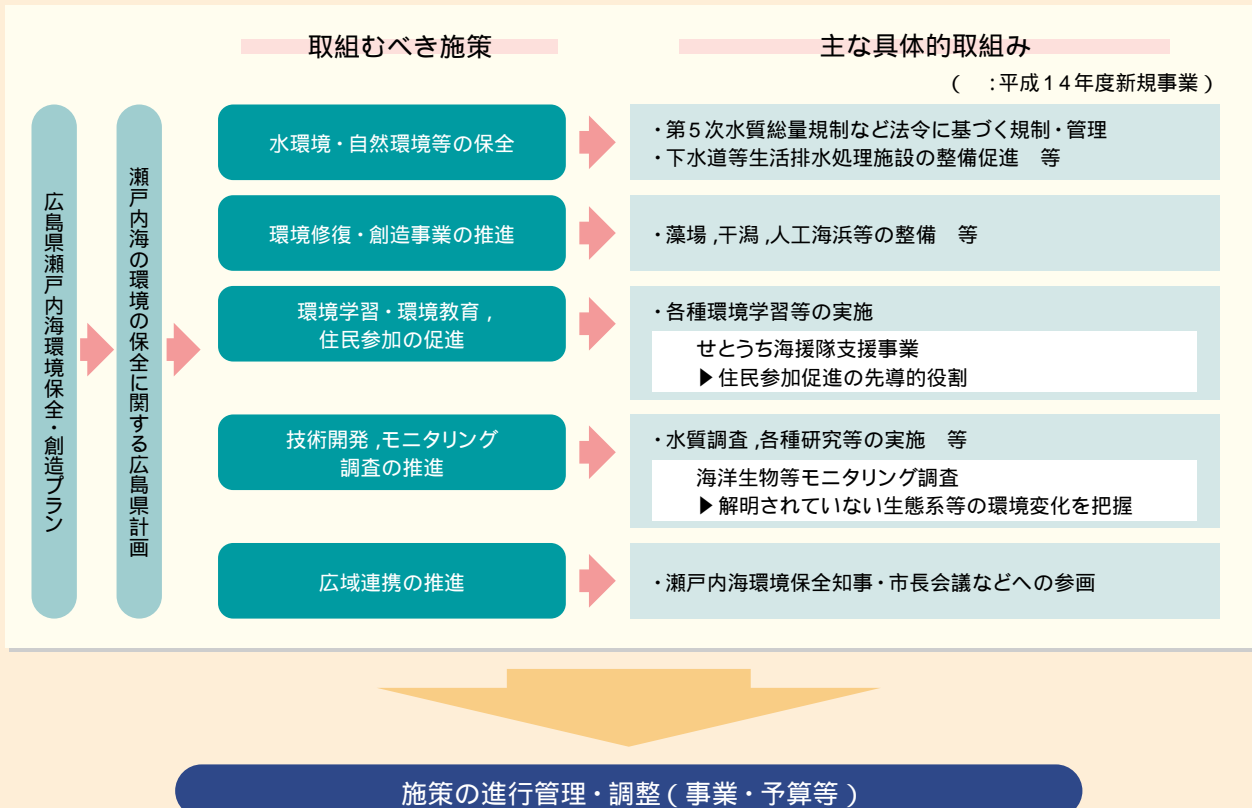 取組むべき施策
主な具体的取組み
(　:平成14年度新規事業)
広島県瀬戸内海環境保全・創造プラン
瀬戸内海の環境の保全に関する広島県計画
水環境・自然環境等の保全
・第5次水質総量規制など法令に基づく規制・管理
・下水道等生活排水処理施設の整備促進　等
環境修復・創造事業の推進
・藻場,干潟,人工海浜等の整備　等
環境学習・環境教育,
住民参加の促進
・各種環境学習等の実施
せとうち海援隊支援事業
▶住民参加促進の先導的役割
技術開発,モニタリング
調査の推進
・水質調査,各種研究等の実施　等
海洋生物等モニタリング調査
▶解明されていない生態系等の環境変化を把握
広域連携の推進
・瀬戸内海環境保全知事・市長会議などへの参画
施策の進行管理・調整(事業・予算等)